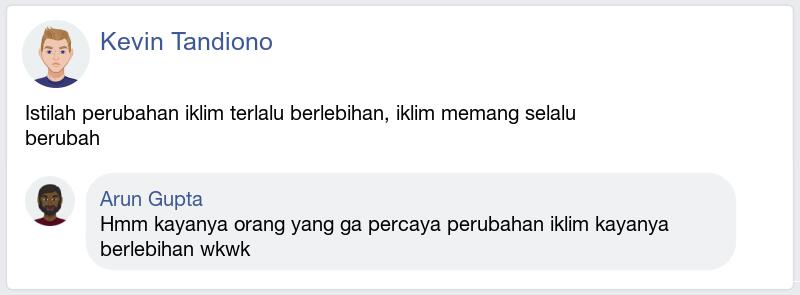 Kevin Tandiono
Istilah perubahan iklim terlalu berlebihan, iklim memang selalu
berubah
Arun Gupta
Hmm kayanya orang yang ga percaya perubahan iklim kayanya
berlebihan wkwk